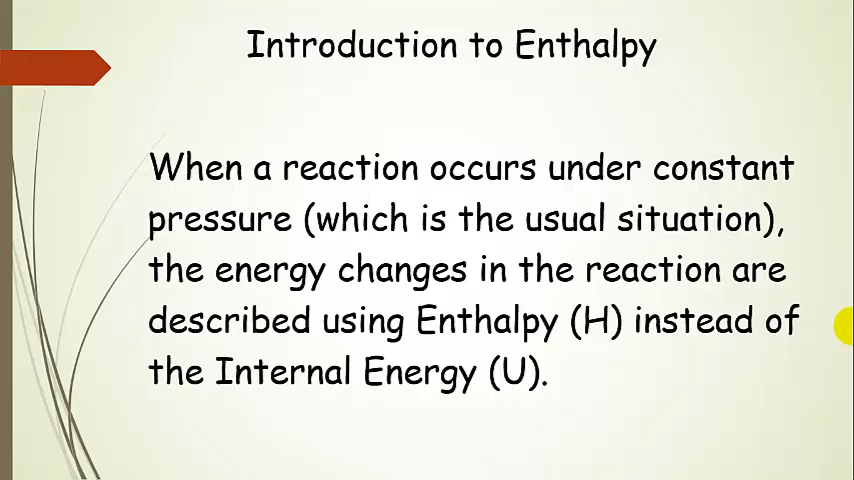 Introduction to Enthalpy
When a reaction occurs under constant
pressure (which is the usual situation),
the energy changes in the reaction are
described using Enthalpy (H) instead of
the Internal Energy (U).